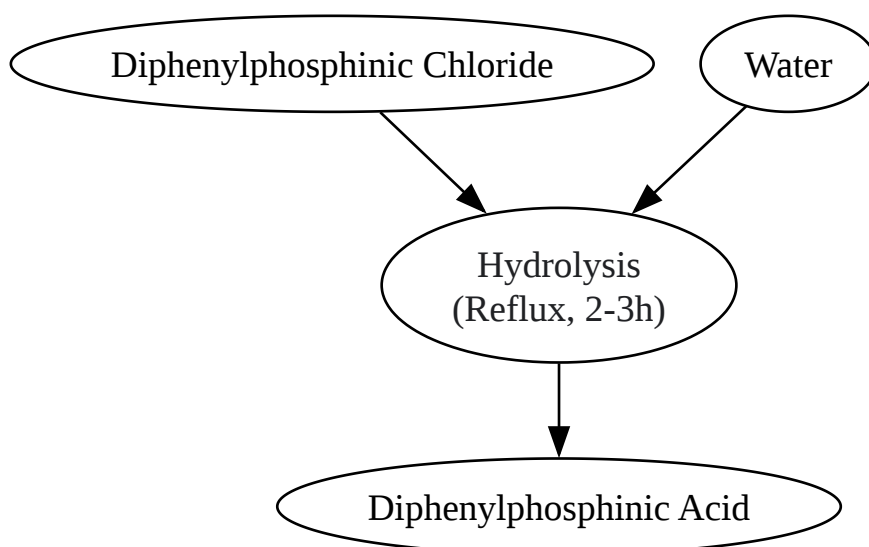 Diphenylphosphinic Chloride
Water
Hydrolysis
(Reflux, 2-3h)
Diphenylphosphinic Acid